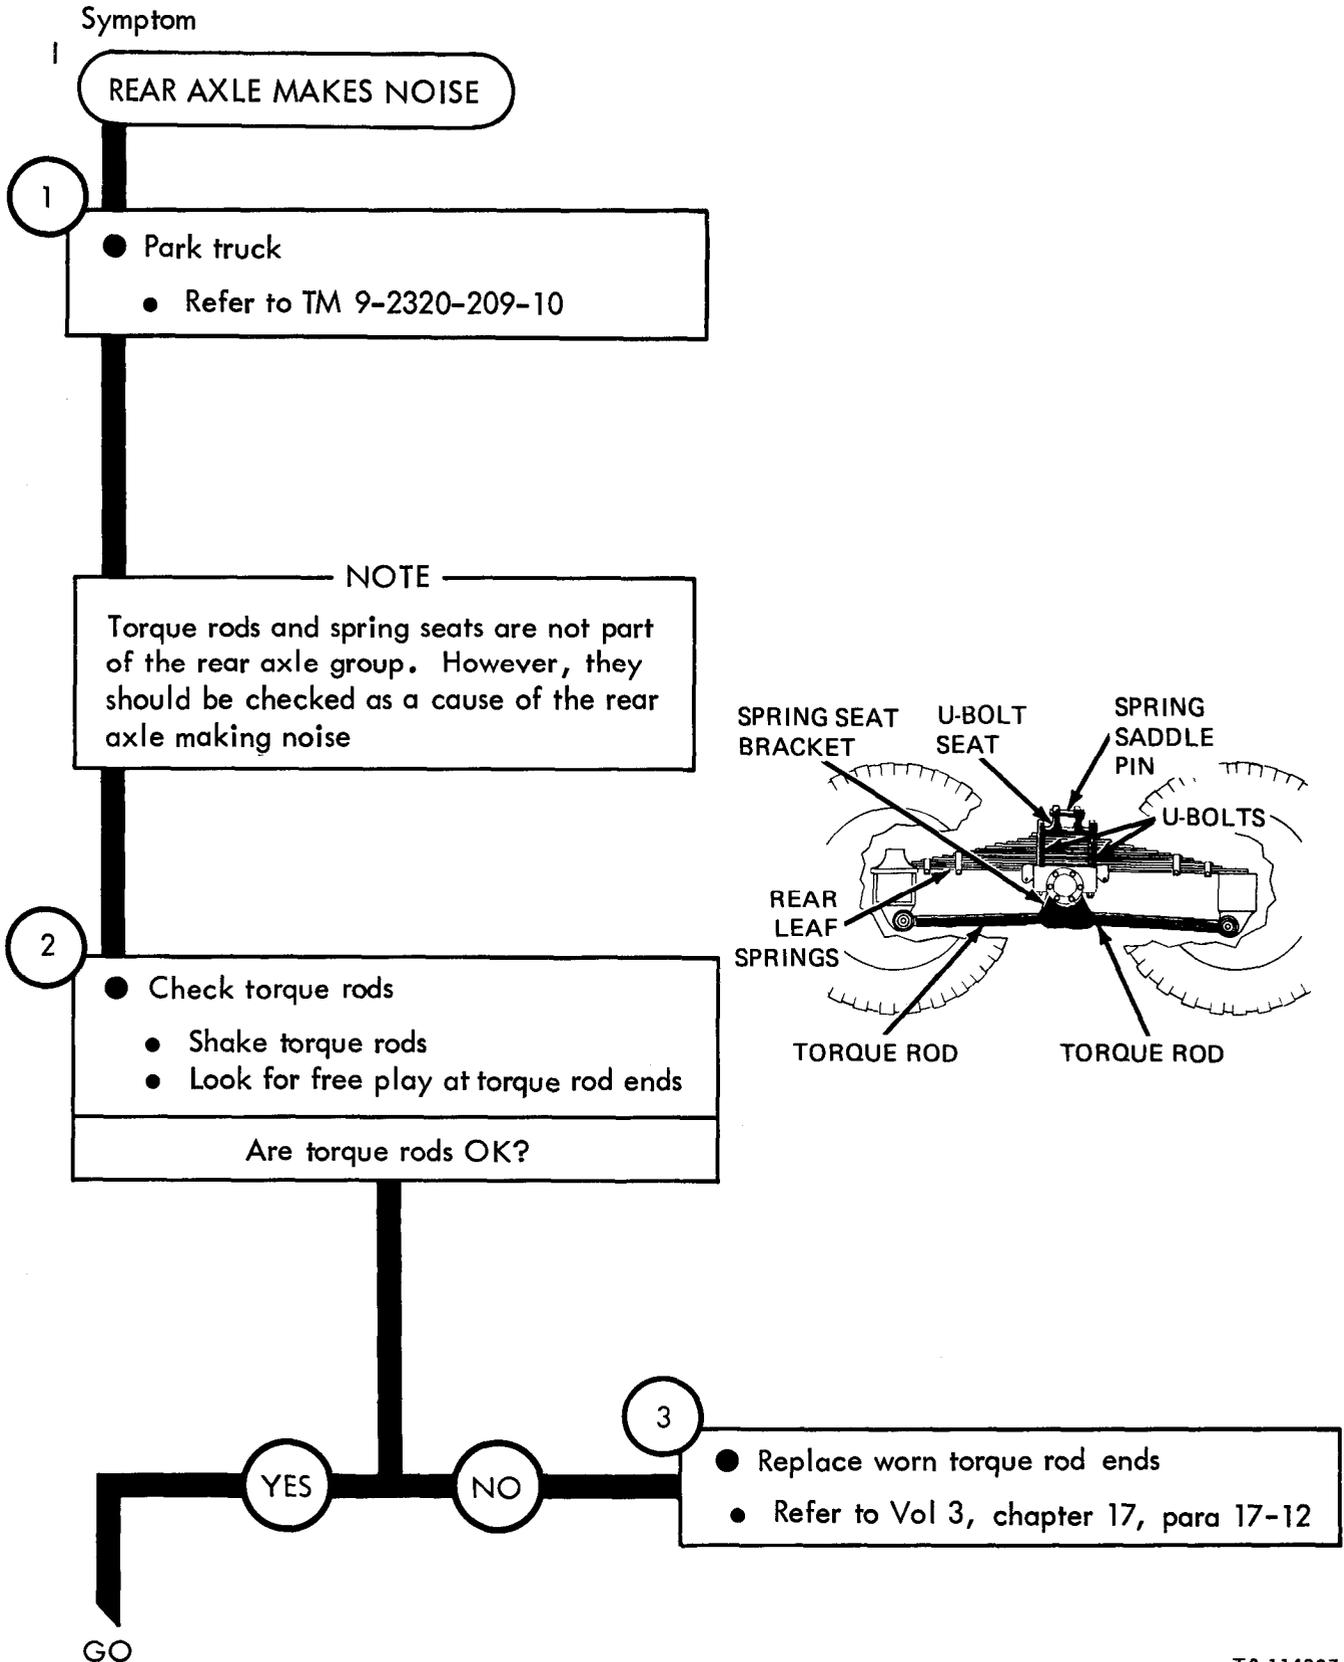 Symptom
1
REAR AXLE MAKES NOISE
1
● Park truck
● Refer to TM 9-2320-209-10
NOTE
Torque rods and spring seats are not part
of the rear axle group. However, they
should be checked as a cause of the rear
axle making noise
SPRING SEAT
BRACKET
U-BOLT
SEAT
SPRING
SADDLE
PIN
U-BOLTS
REAR
LEAF
SPRINGS
TORQUE ROD
TORQUE ROD
2
● Check torque rods
● Shake torque rods
● Look for free play at torque rod ends
Are torque rods OK?
YES
NO
3
● Replace worn torque rod ends
● Refer to Vol 3, chapter 17, para 17-12
GO